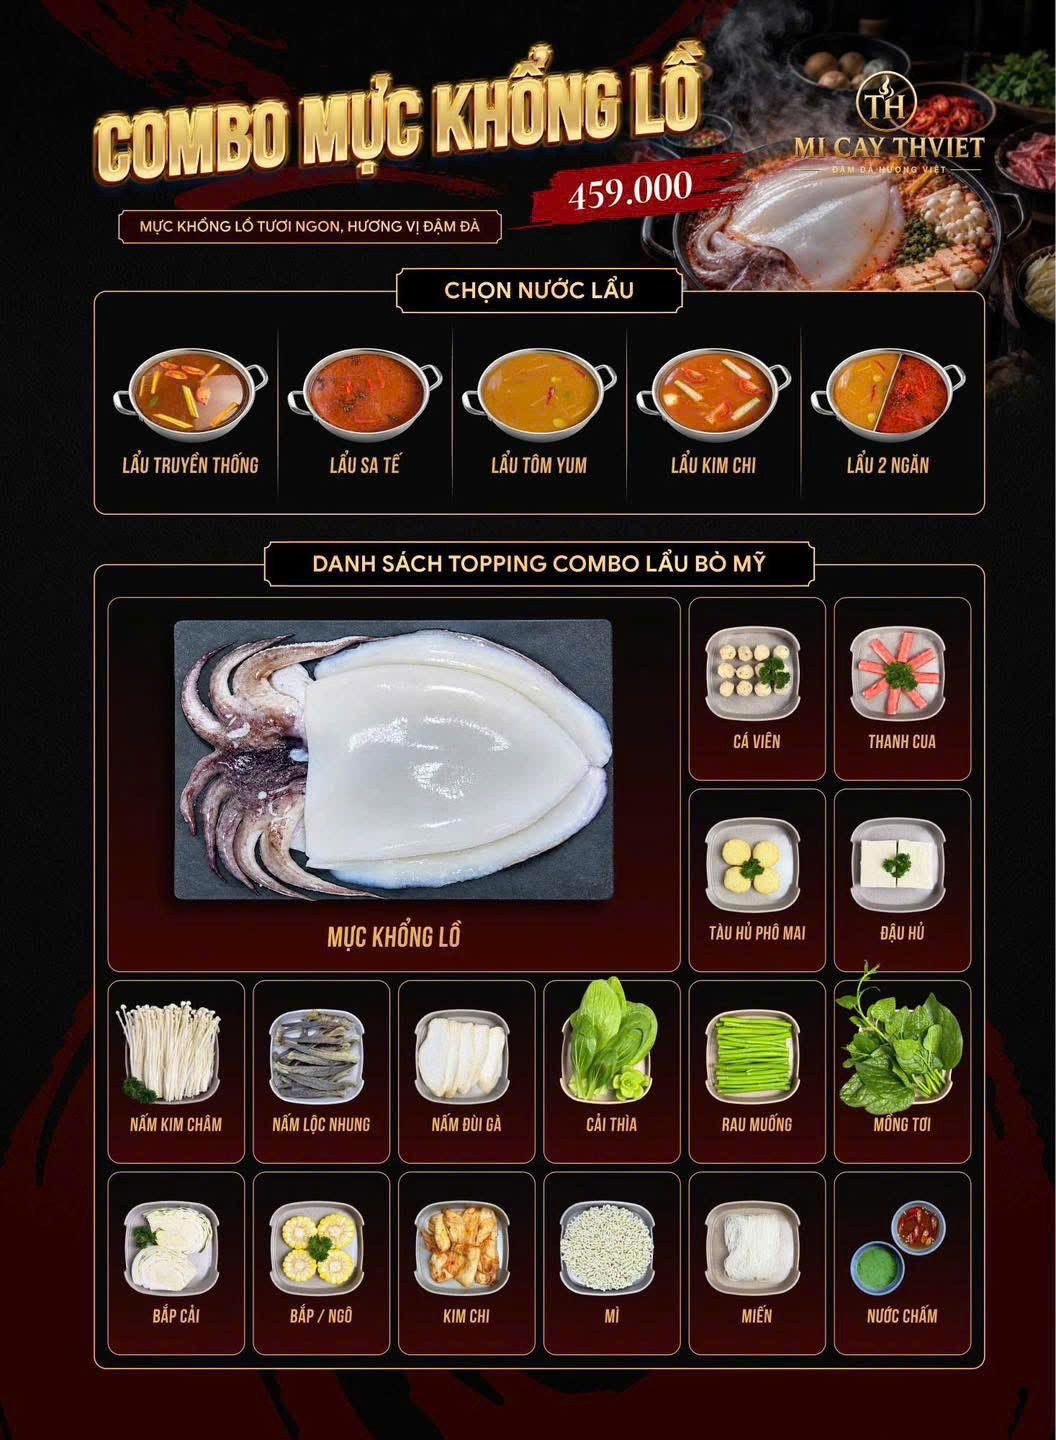 COMBO MỰC KHỔNG LỒ
TH
MI CAY THVIET
ĐẬM ĐÀ HƯƠNG VIỆT
459.000
MỰC KHỔNG LỒ TƯƠI NGON, HƯƠNG VỊ ĐẬM ĐÀ
CHỌN NƯỚC LẨU
LẨU TRUYỀN THỐNG
LẨU SA TẾ
LẨU TÔM YUM
LẨU KIM CHI
LẨU 2 NGĂN
DANH SÁCH TOPPING COMBO LẨU BÒ MỸ
CÁ VIÊN
THANH CUA
MỰC KHỔNG LỒ
TÀU HỦ PHÔ MAI
ĐẬU HỦ
NẤM KIM CHÂM
NẤM LỘC NHUNG
NẤM ĐÙI GÀ
CẢI THÌA
RAU MUỐNG
MỒNG TƠI
BẮP CẢI
BẮP / NGÔ
KIM CHI
MÌ
MIẾN
NƯỚC CHẤM